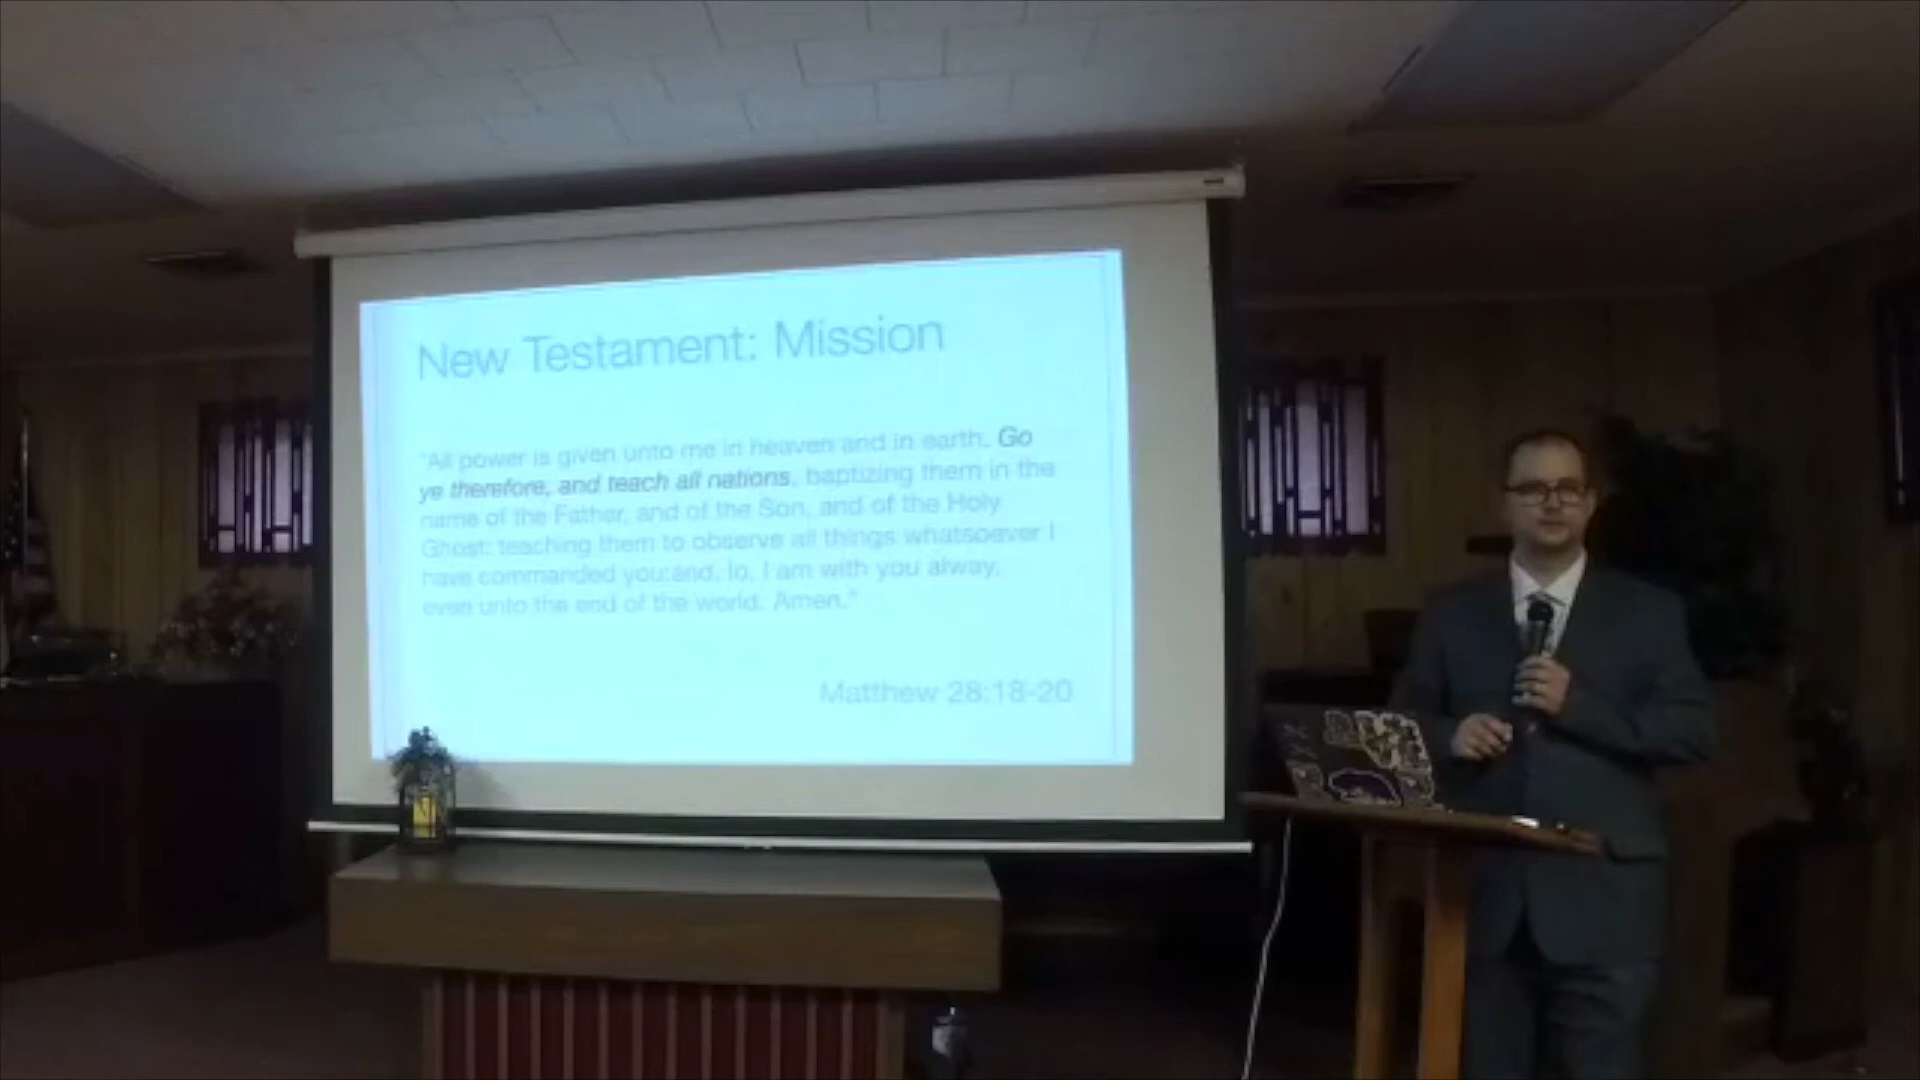 New Testament: Mission
"All power is given unto me in heaven and in earth. Go
ye therefore, and teach all nations, baptizing them in the
name of the Father, and of the Son, and of the Holy
Ghost: teaching them to observe all things whatsoever I
have commanded you:and, lo, I am with you alway,
even unto the end of the world. Amen."
Matthew 28:18-20